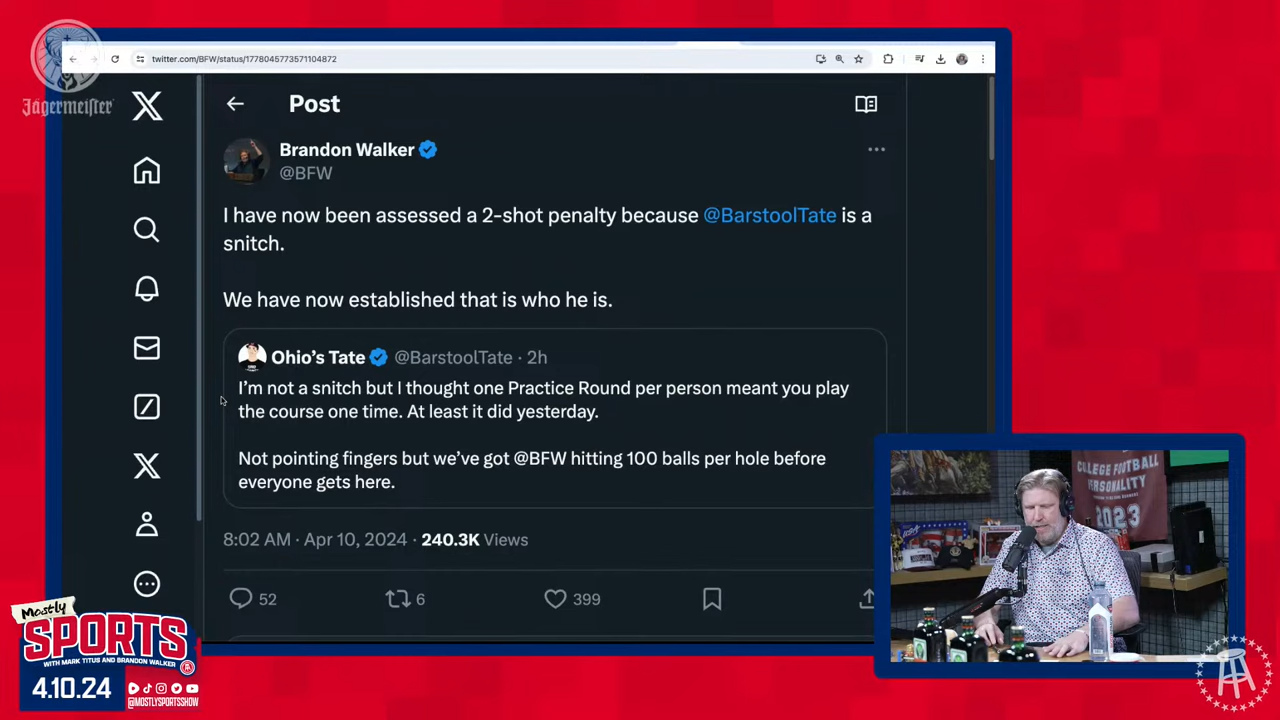 Jägermeister
twitter.com/BFW/status/1778045773571104872
Post
Brandon Walker
@BFW
I have now been assessed a 2-shot penalty because @BarstoolTate is a
snitch.
We have now established that is who he is.
Ohio's Tate @BarstoolTate · 2h
I'm not a snitch but I thought one Practice Round per person meant you play
the course one time. At least it did yesterday.
Not pointing fingers but we've got @BFW hitting 100 balls per hole before
everyone gets here.
8:02 AM · Apr 10, 2024 · 240.3K Views
52 6 399
COLLEGE FOOTBALL
PERSONALITY
2023
Mostly
SPORTS
WITH MARK TITUS AND BRANDON WALKER
4.10.24
@MOSTLYSPORTSSHOW